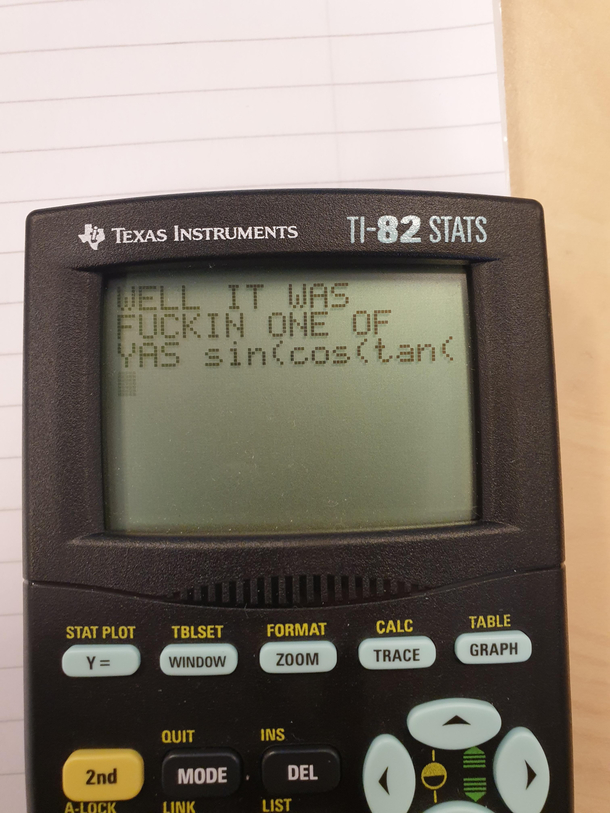 TEXAS INSTRUMENTS TI-82 STATS
WELL IT WAS
FUCKIN ONE OF
YAS sin(cos(tan(
STAT PLOT TBLSET FORMAT CALC TABLE
Y= WINDOW ZOOM TRACE GRAPH
QUIT INS
2nd MODE DEL
A-LOCK LINK LIST